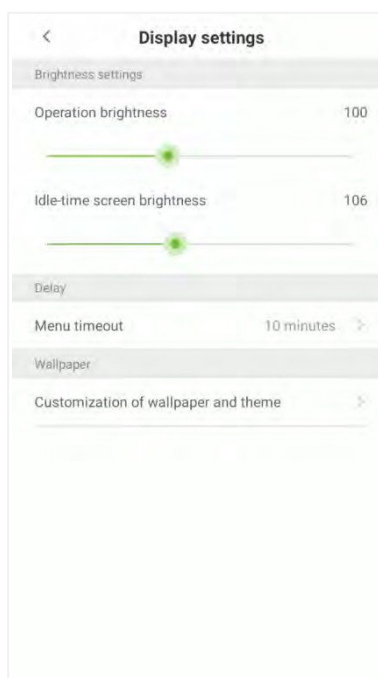 Display settings
Brightness settings
Operation brightness 100
Idle-time screen brightness 106
Delay
Menu timeout 10 minutes
Wallpaper
Customization of wallpaper and theme